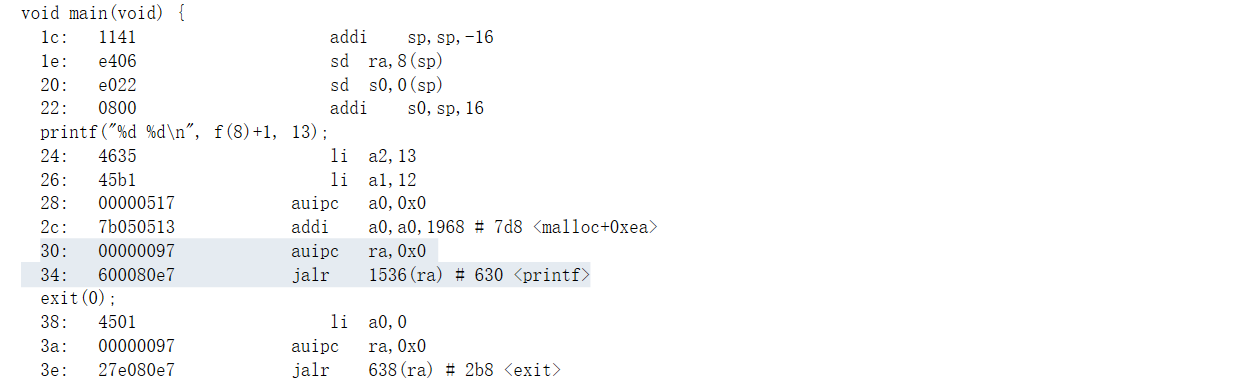 void main(void) {
1c: 1141 addi sp,sp,-16
1e: e406 sd ra,8(sp)
20: e022 sd s0,0(sp)
22: 0800 addi s0,sp,16
printf("%d %d\n", f(8)+1, 13);
24: 4635 li a2,13
26: 45b1 li a1,12
28: 00000517 auipc a0,0x0
2c: 7b050513 addi a0,a0,1968 # 7d8 <malloc+0xea>
30: 00000097 auipc ra,0x0
34: 600080e7 jalr 1536(ra) # 630 <printf>
exit(0);
38: 4501 li a0,0
3a: 00000097 auipc ra,0x0
3e: 27e080e7 jalr 638(ra) # 2b8 <exit>